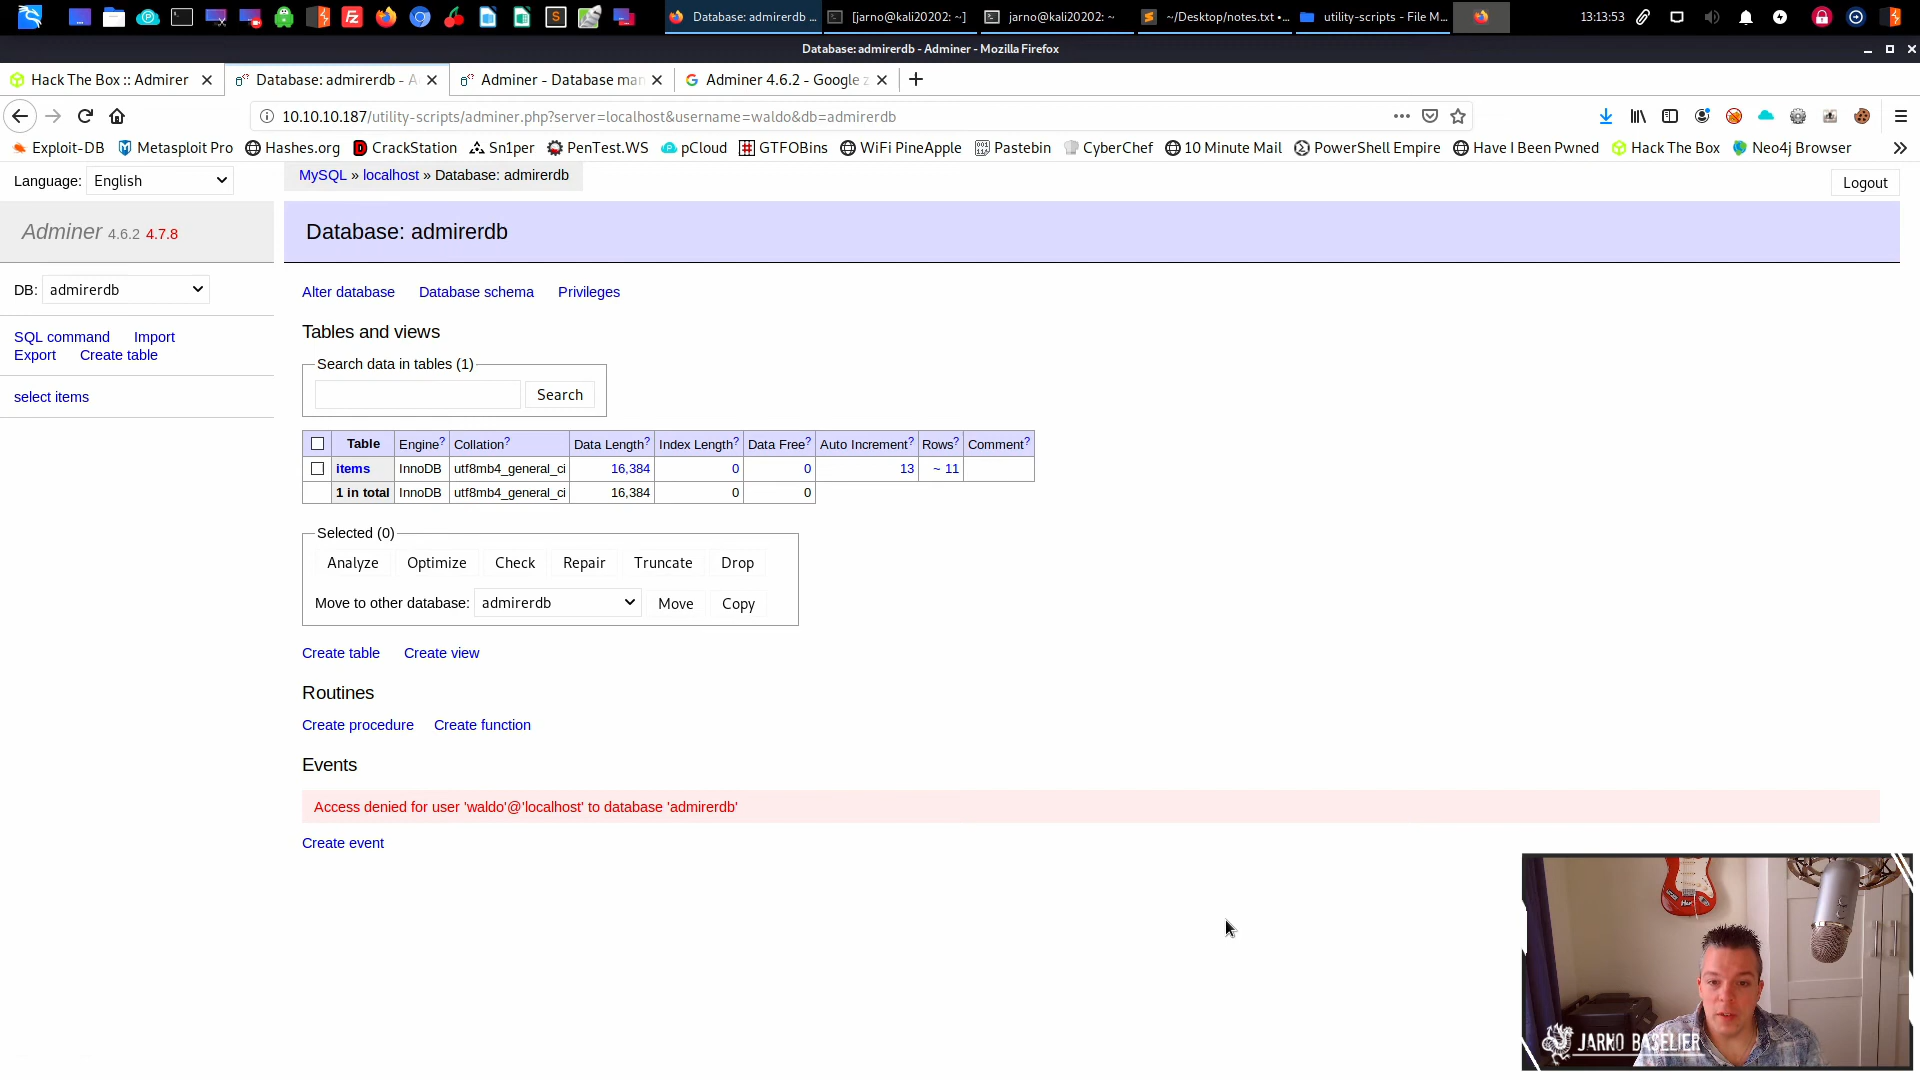 Database: admirerdb ...
[jarno@kali20202: ~]
jarno@kali20202: ~
~/Desktop/notes.txt •...
utility-scripts - File M...
13:13:53
Database: admirerdb - Adminer - Mozilla Firefox
Hack The Box :: Admirer
Database: admirerdb - A
Adminer - Database man
Adminer 4.6.2 - Google z
10.10.10.187/utility-scripts/adminer.php?server=localhost&username=waldo&db=admirerdb
Exploit-DB Metasploit Pro Hashes.org CrackStation Sn1per PenTest.WS pCloud GTFOBins WiFi PineApple Pastebin CyberChef 10 Minute Mail PowerShell Empire Have I Been Pwned Hack The Box Neo4j Browser
Language: English
MySQL » localhost » Database: admirerdb
Logout
Adminer 4.6.2 4.7.8
Database: admirerdb
DB: admirerdb
Alter database Database schema Privileges
SQL command Import
Export Create table
select items
Tables and views
Search data in tables (1)
Search
Table Engine? Collation? Data Length? Index Length? Data Free? Auto Increment? Rows? Comment?
items InnoDB utf8mb4_general_ci 16,384 0 0 13 ~ 11
1 in total InnoDB utf8mb4_general_ci 16,384 0 0
Selected (0)
Analyze Optimize Check Repair Truncate Drop
Move to other database: admirerdb Move Copy
Create table Create view
Routines
Create procedure Create function
Events
Access denied for user 'waldo'@'localhost' to database 'admirerdb'
Create event
JARNO BASELIER